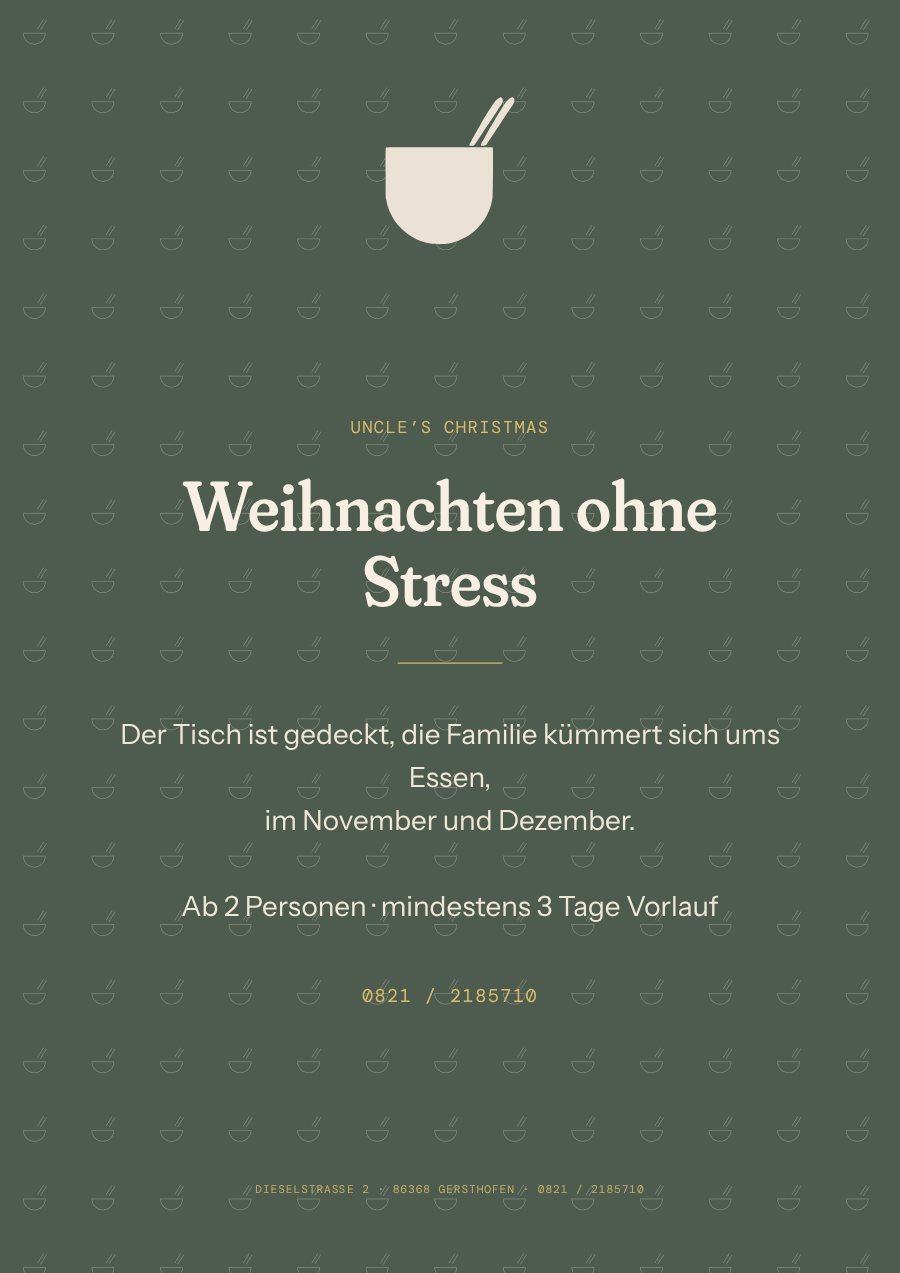 UNCLE’S CHRISTMAS
Weihnachten ohne
Stress
Der Tisch ist gedeckt, die Familie kümmert sich ums
Essen,
im November und Dezember.
Ab 2 Personen · mindestens 3 Tage Vorlauf
0821 / 2185710
DIESELSTRASSE 2 · 86368 GERSTHOFEN · 0821 / 2185710